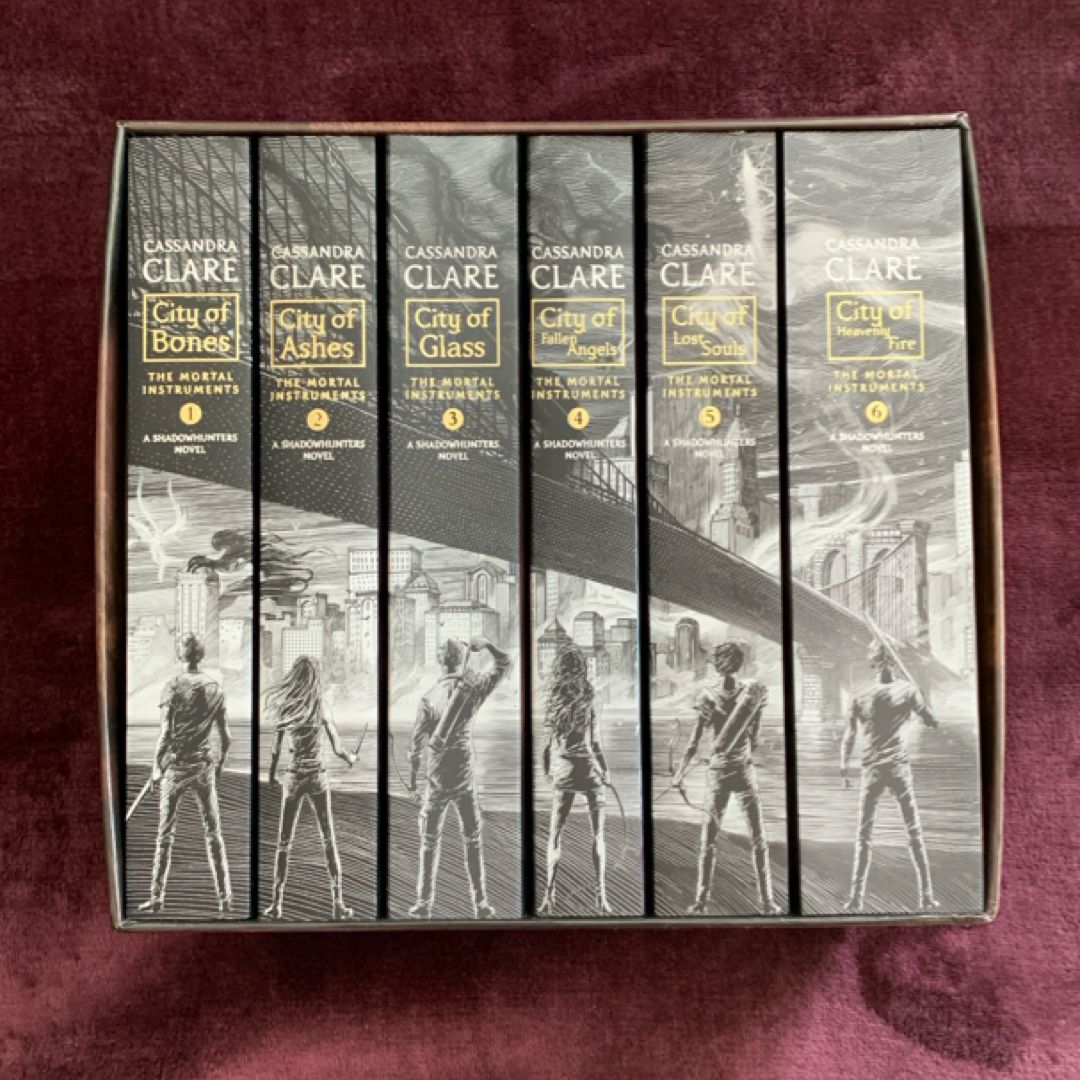 CASSANDRA
CLARE
City of
Bones
THE MORTAL
INSTRUMENTS
1
A SHADOWHUNTERS
NOVEL
CASSANDRA
CLARE
City of
Ashes
THE MORTAL
INSTRUMENTS
2
A SHADOWHUNTERS
NOVEL
CASSANDRA
CLARE
City of
Glass
THE MORTAL
INSTRUMENTS
3
A SHADOWHUNTERS
NOVEL
CASSANDRA
CLARE
City of
Fallen
Angels
THE MORTAL
INSTRUMENTS
4
A SHADOWHUNTERS
NOVEL
CASSANDRA
CLARE
City of
Lost
Souls
THE MORTAL
INSTRUMENTS
5
A SHADOWHUNTERS
NOVEL
CASSANDRA
CLARE
City of
Heavenly
Fire
THE MORTAL
INSTRUMENTS
6
A SHADOWHUNTERS
NOVEL